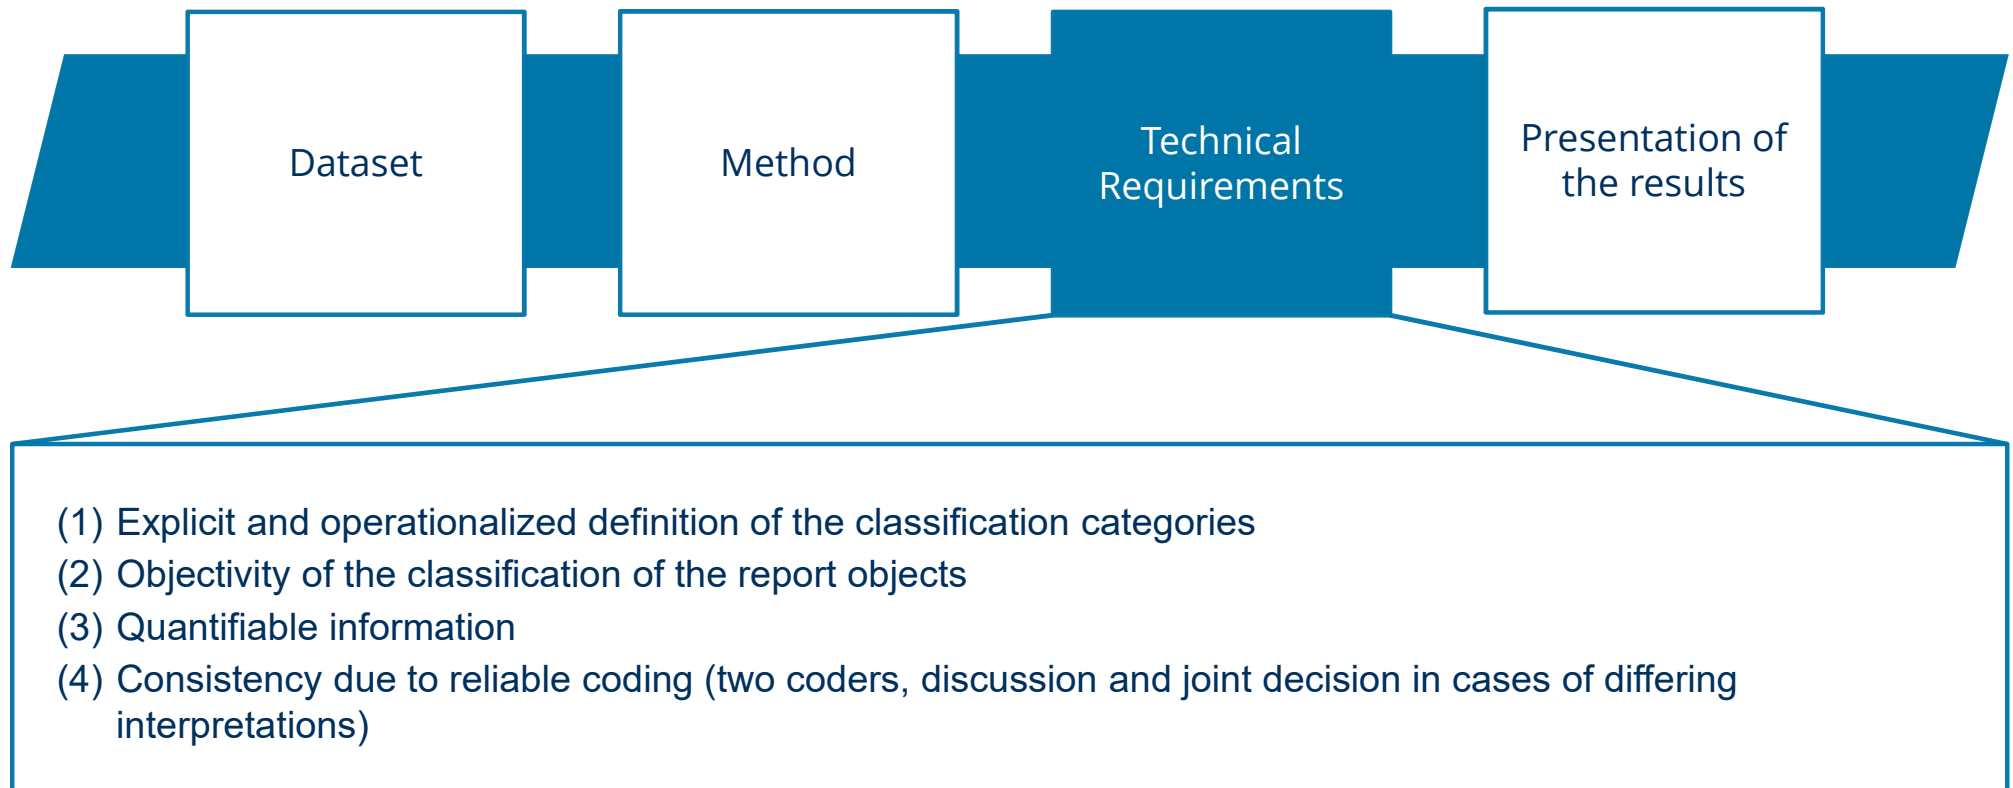 Dataset
Method
Technical
Requirements
Presentation of
the results
(1) Explicit and operationalized definition of the classification categories
(2) Objectivity of the classification of the report objects
(3) Quantifiable information
(4) Consistency due to reliable coding (two coders, discussion and joint decision in cases of differing
interpretations)